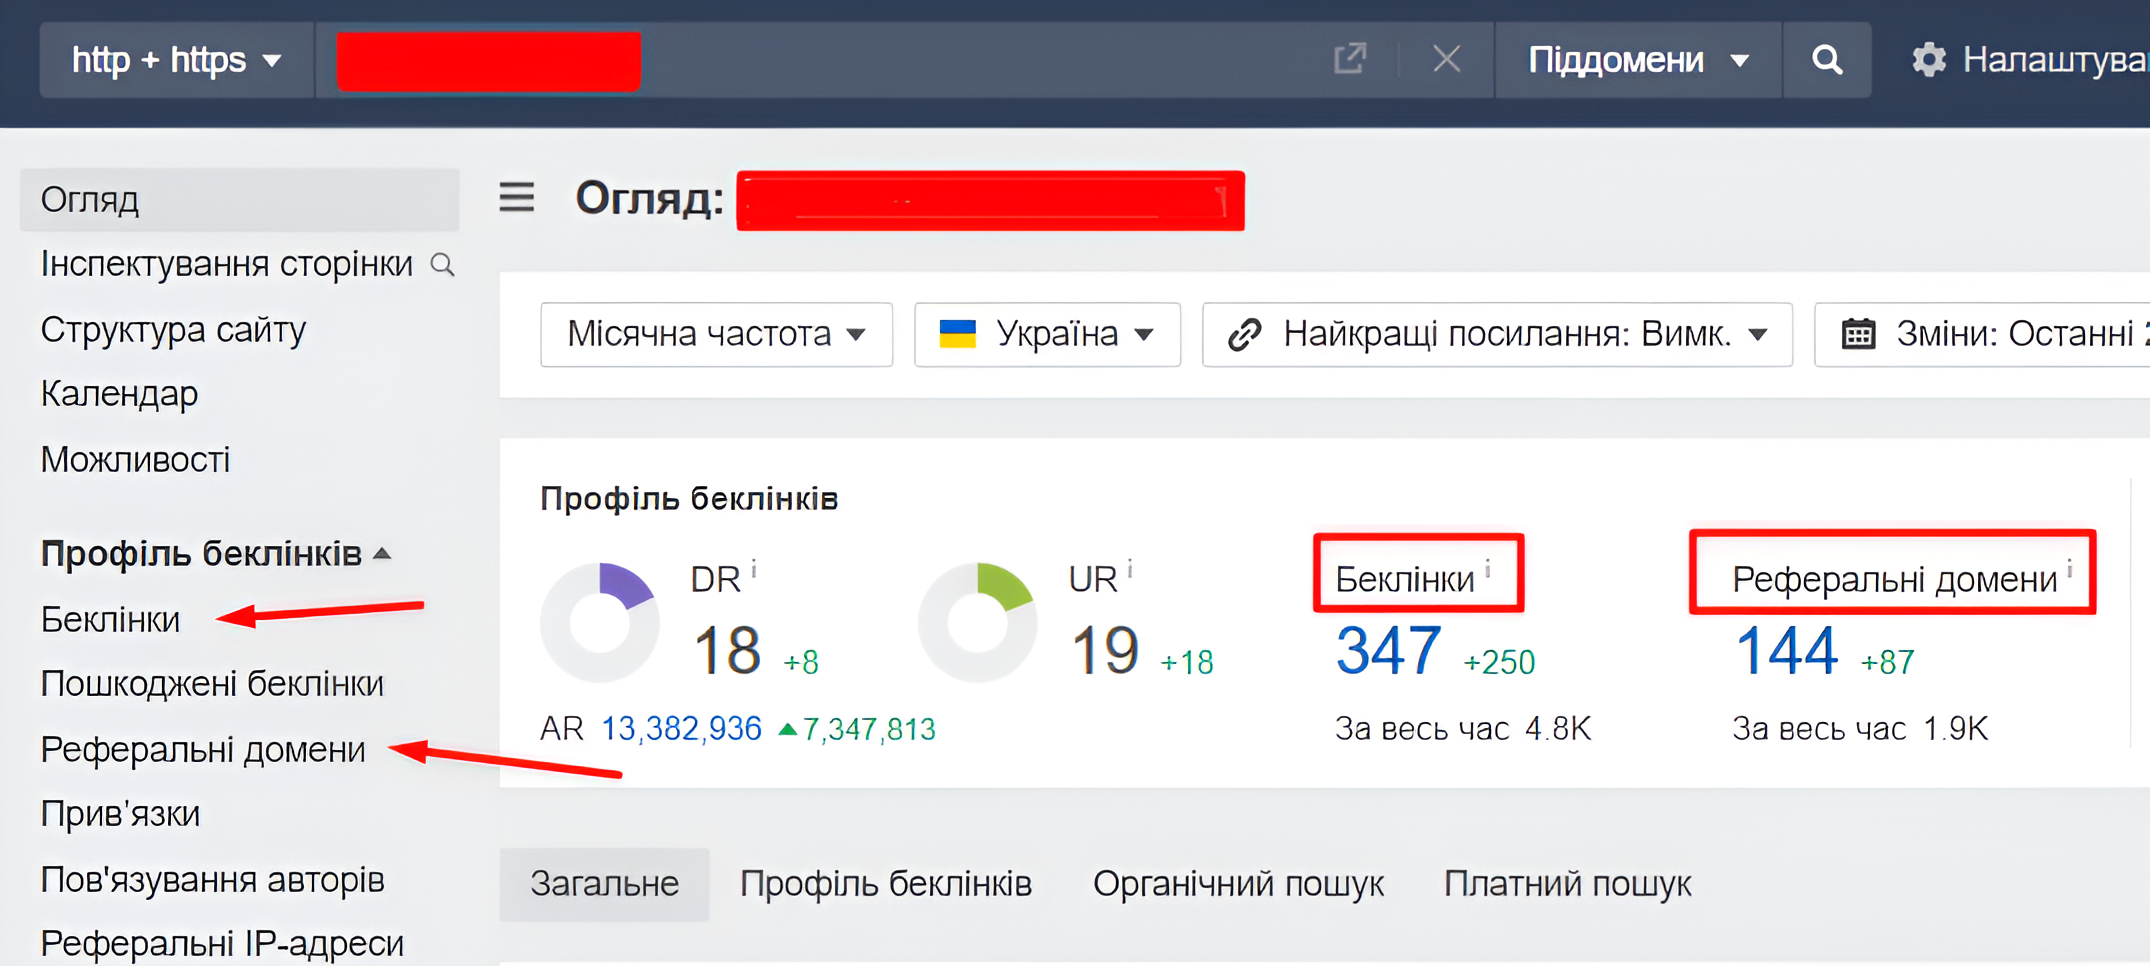 http + https
Піддомени
Налаштува
Огляд
Інспектування сторінки
Структура сайту
Календар
Можливості
Профіль беклінків
Беклінки
Пошкоджені беклінки
Реферальні домени
Прив'язки
Пов'язування авторів
Реферальні IP-адреси
Огляд:
Місячна частота
Україна
Найкращі посилання: Вимк.
Зміни: Останні 2
Профіль беклінків
DR i
18 +8
UR i
19 +18
AR 13,382,936 7,347,813
Беклінки i
347 +250
За весь час 4.8K
Реферальні домени i
144 +87
За весь час 1.9K
Загальне Профіль беклінків Органічний пошук Платний пошук